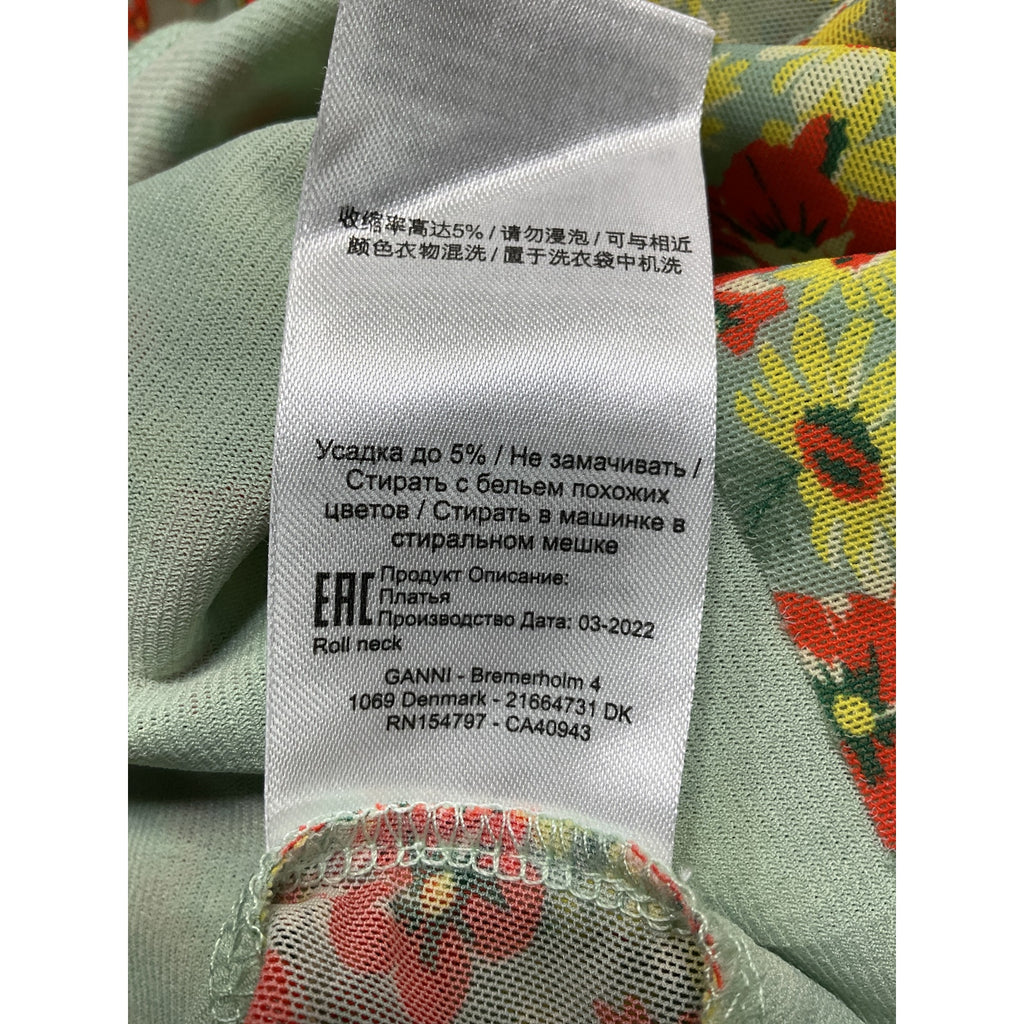 收缩率高达5% / 请勿浸泡 / 可与相近
颜色衣物混洗 / 置于洗衣袋中机洗
Усадка до 5% / Не замачивать /
Стирать с бельем похожих
цветов / Стирать в машинке в
стиральном мешке
EAC
Продукт Описание:
Платья
Производство Дата: 03-2022
Roll neck
GANNI - Bremerholm 4
1069 Denmark - 21664731 DK
RN154797 - CA40943